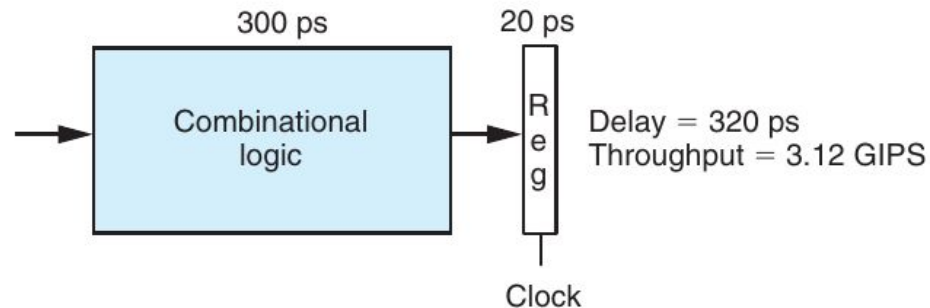 300 ps
20 ps
Combinational
logic
R
e
g
Delay = 320 ps
Throughput = 3.12 GIPS
Clock